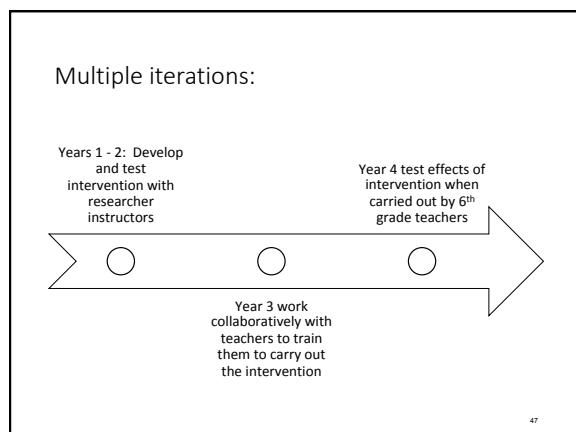 Multiple iterations:
Years 1 - 2:  Develop
and test
intervention with
researcher
instructors
Year 3 work
collaboratively with
teachers to train
them to carry out
the intervention
Year 4 test effects of
intervention when
carried out by 6th
grade teachers
47